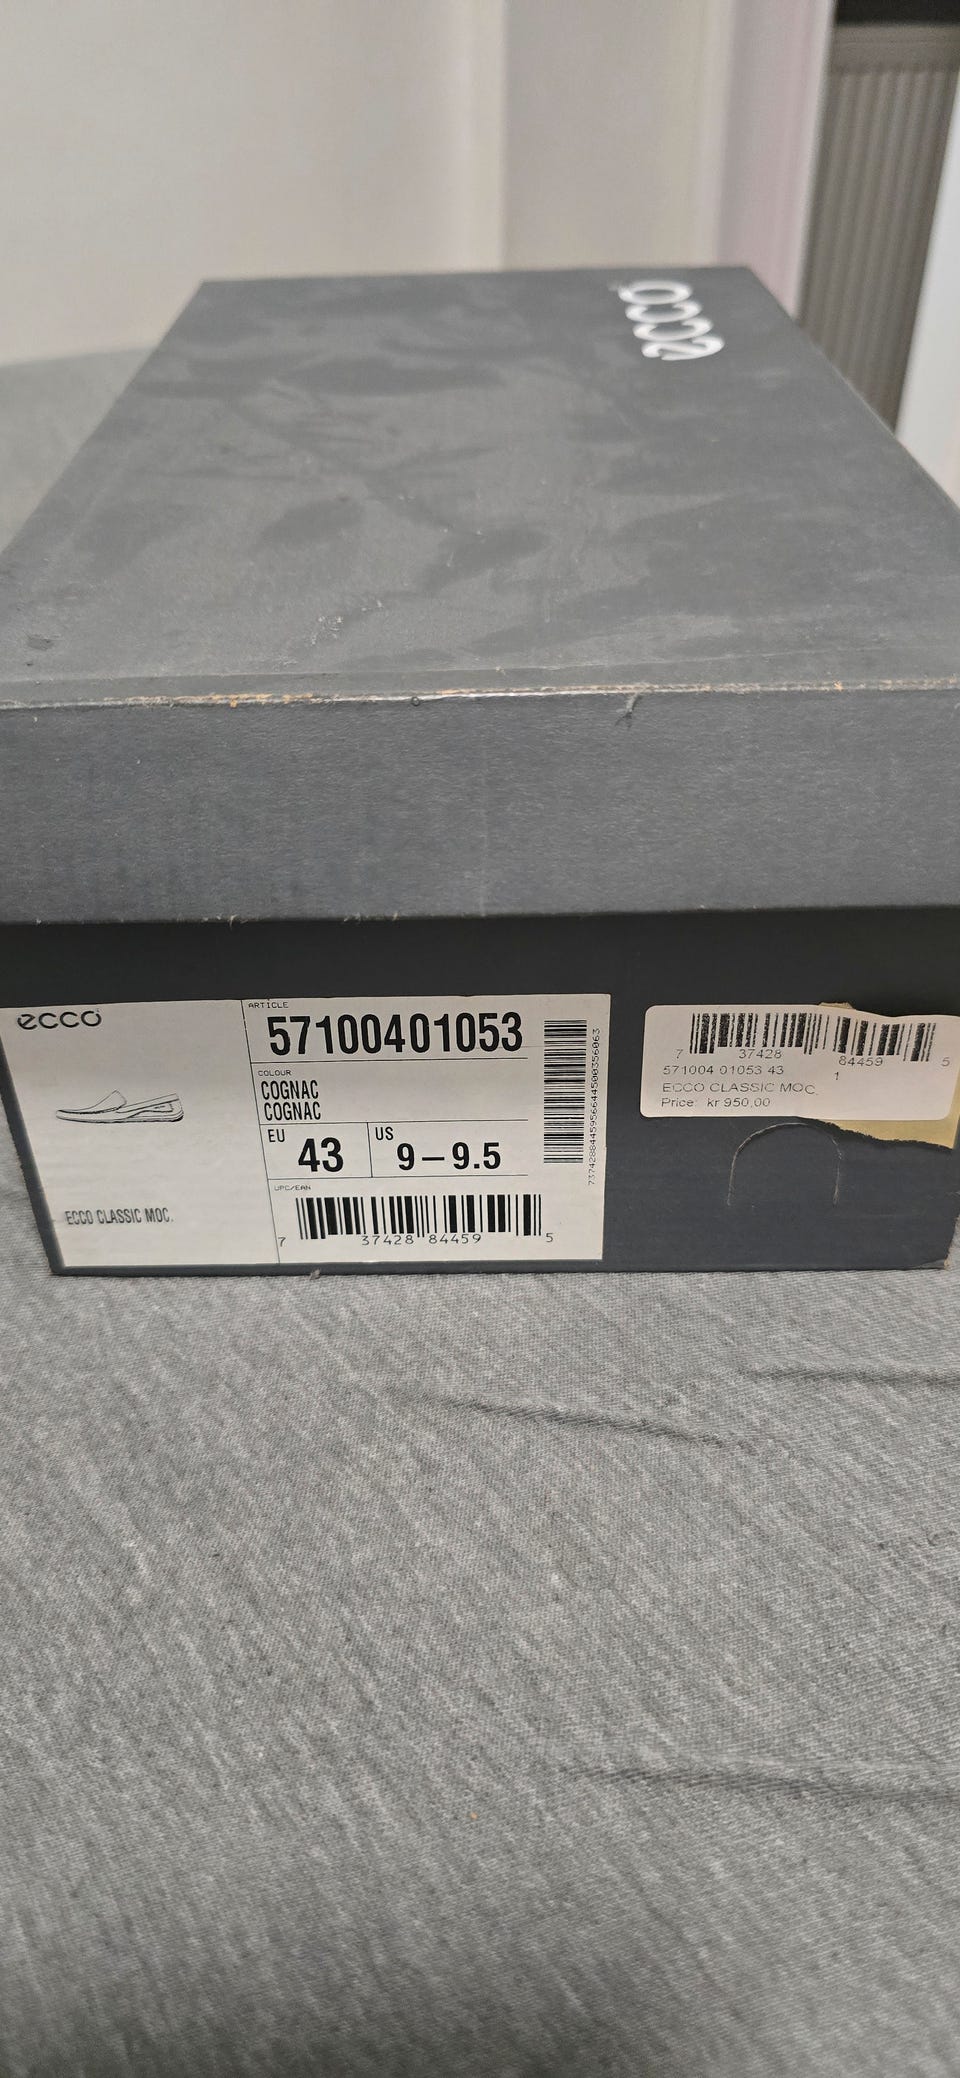 ecco
ecco
ARTICLE
57100401053
COLOUR
COGNAC
COGNAC
EU
43
US
9–9.5
UPC/EAN
7 37428 84459 5
ECCO CLASSIC MOC.
7 37428 84459 5
571004 01053 43 1
ECCO CLASSIC MOC.
Price: kr 950,00